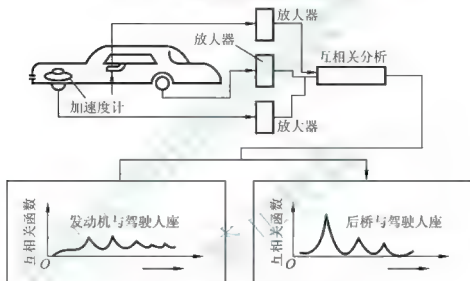 放大器
放大器
互相关分析
加速度计
放大器
互相关函数
发动机与驾驶人座
O
互相关函数
后桥与驾驶人座
O